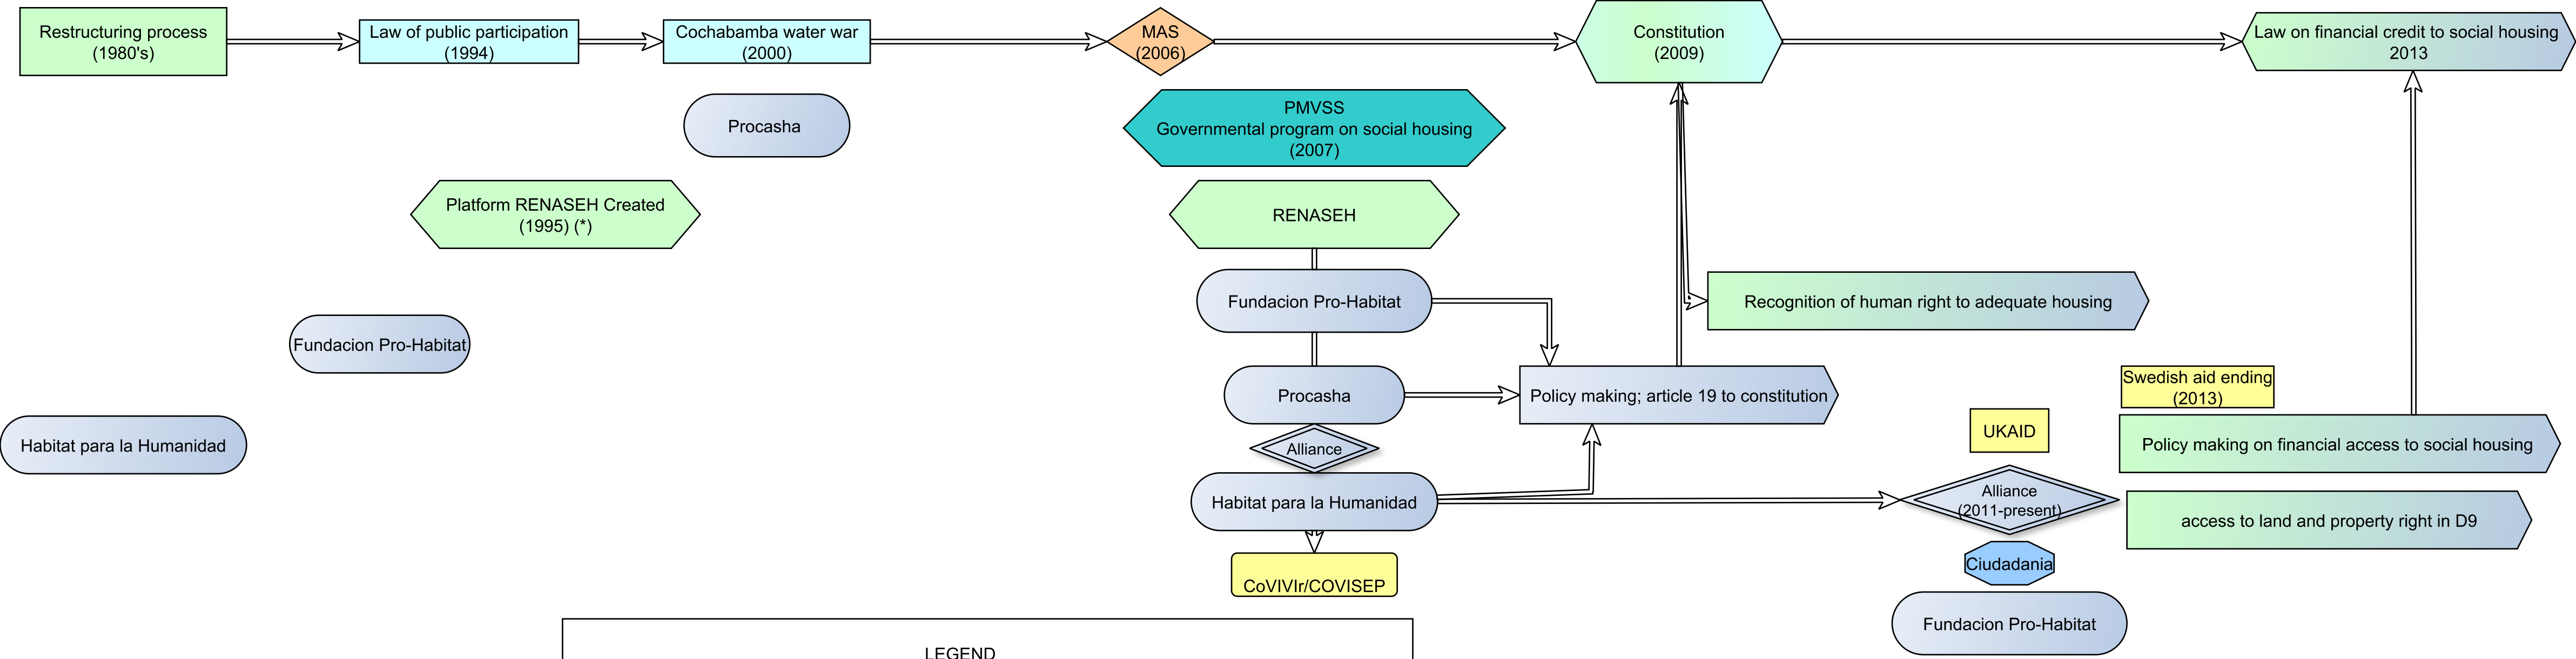 Restructuring process
(1980's)
Law of public participation
(1994)
Cochabamba water war
(2000)
MAS
(2006)
Constitution
(2009)
Law on financial credit to social housing
2013
Procasha
PMVSS
Governmental program on social housing
(2007)
Platform RENASEH Created
(1995) (*)
RENASEH
Fundacion Pro-Habitat
Recognition of human right to adequate housing
Fundacion Pro-Habitat
Procasha
Policy making; article 19 to constitution
Swedish aid ending
(2013)
Habitat para la Humanidad
Alliance
UKAID
Policy making on financial access to social housing
Habitat para la Humanidad
Alliance
(2011-present)
access to land and property right in D9
CoVIVIr/COVISEP
Ciudadania
Fundacion Pro-Habitat
LEGEND